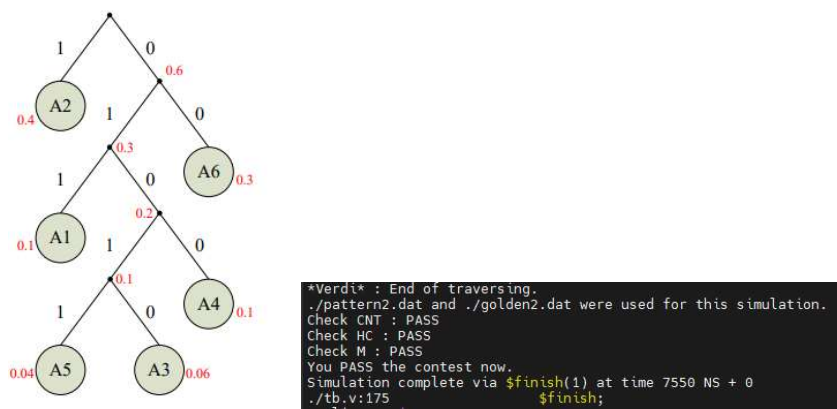 1 0
0.6
A2
0.4 1 0
0.3 A6 0.3
1 0
0.2
A1
0.1 1 0
0.1 A4 0.1
1 0
0.04 A5 A3 0.06
*Verdi* : End of traversing.
./pattern2.dat and ./golden2.dat were used for this simulation.
Check CNT : PASS
Check HC : PASS
Check M : PASS
You PASS the contest now.
Simulation complete via $finish(1) at time 7550 NS + 0
./tb.v:175 $finish;